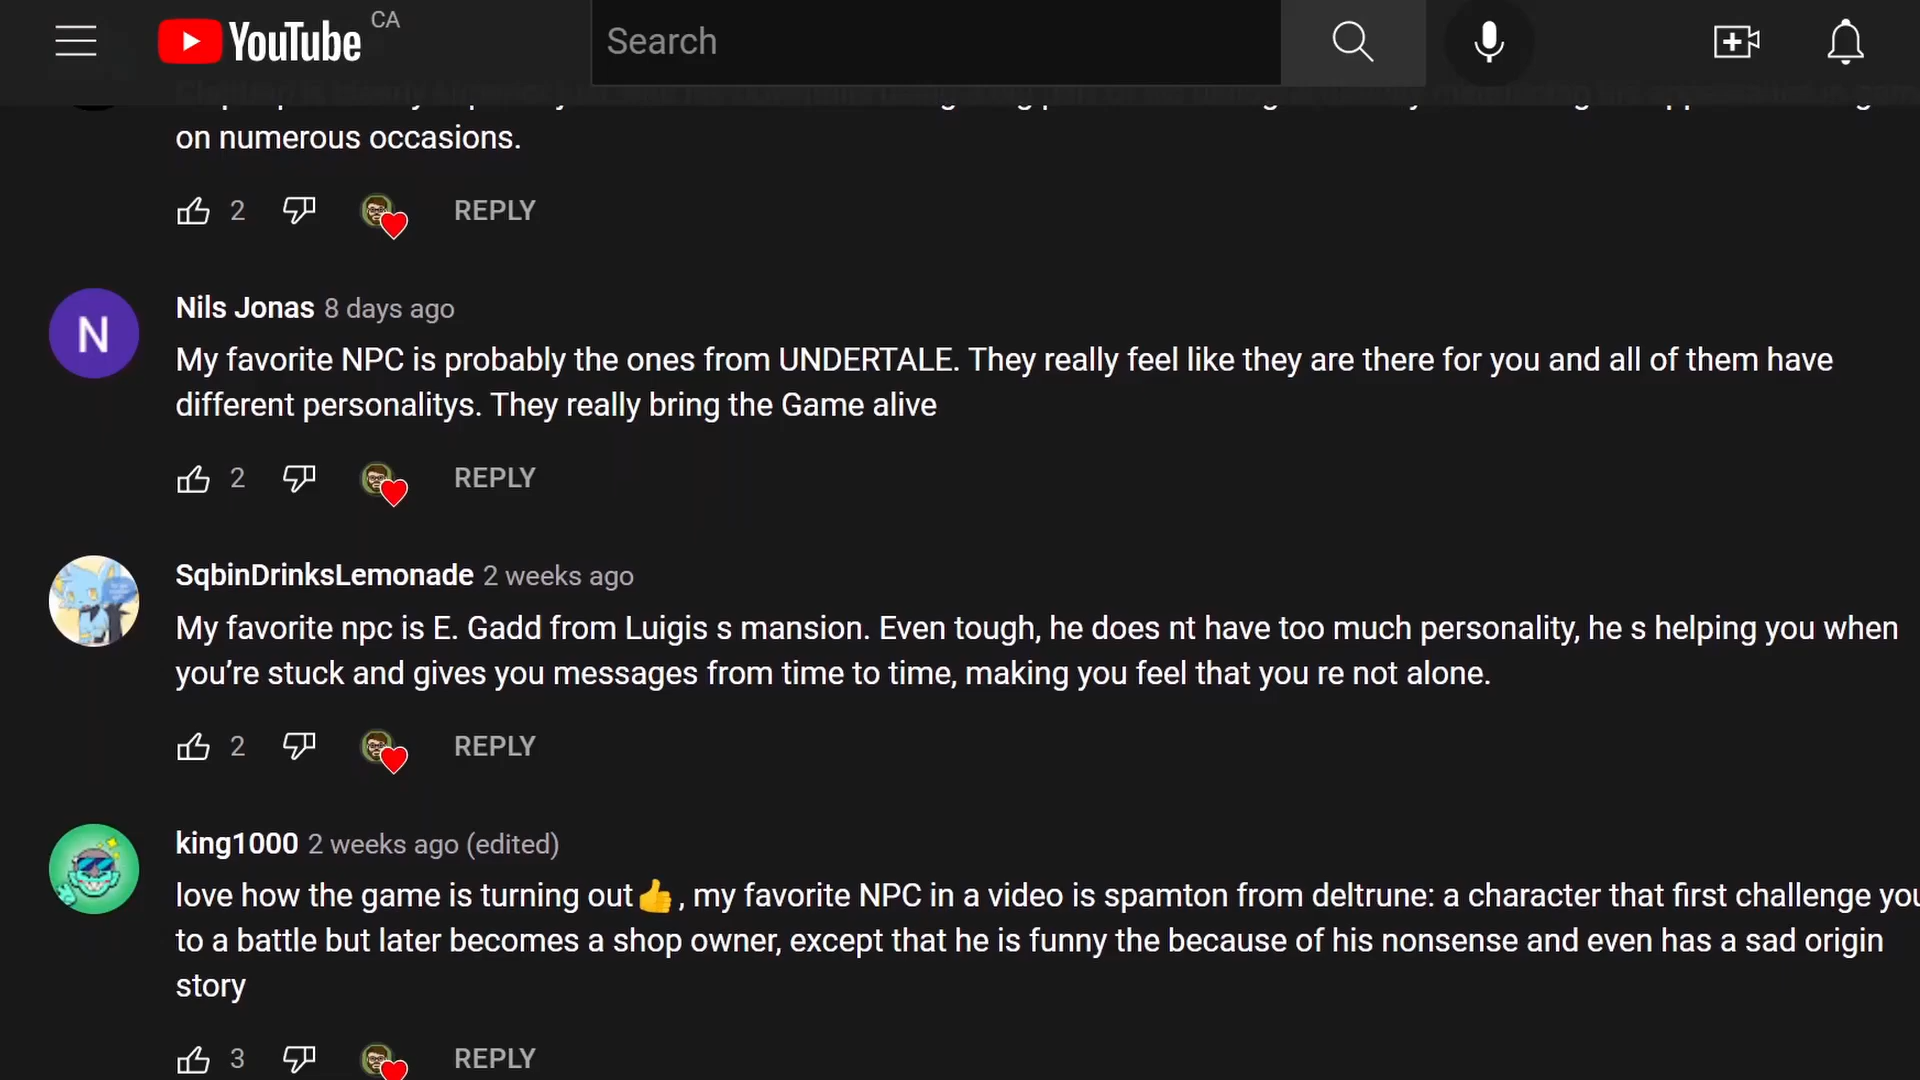 YouTube CA
Search
on numerous occasions.
2 REPLY
N
Nils Jonas 8 days ago
My favorite NPC is probably the ones from UNDERTALE. They really feel like they are there for you and all of them have
different personalitys. They really bring the Game alive
2 REPLY
SqbinDrinksLemonade 2 weeks ago
My favorite npc is E. Gadd from Luigis s mansion. Even tough, he does nt have too much personality, he s helping you when
you’re stuck and gives you messages from time to time, making you feel that you re not alone.
2 REPLY
king1000 2 weeks ago (edited)
love how the game is turning out👍, my favorite NPC in a video is spamton from deltrune: a character that first challenge you
to a battle but later becomes a shop owner, except that he is funny the because of his nonsense and even has a sad origin
story
3 REPLY